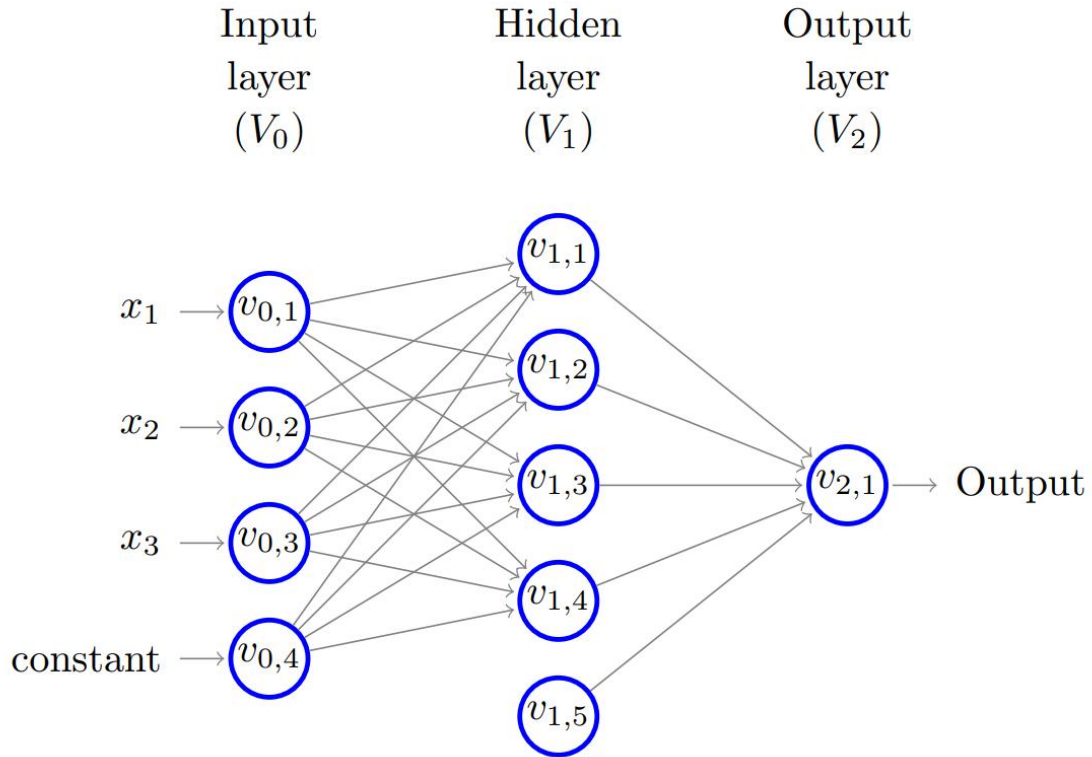 Input
layer
(V₀)
Hidden
layer
(V₁)
Output
layer
(V₂)
x₁
x₂
x₃
constant
v₀,₁
v₀,₂
v₀,₃
v₀,₄
v₁,₁
v₁,₂
v₁,₃
v₁,₄
v₁,₅
v₂,₁
Output